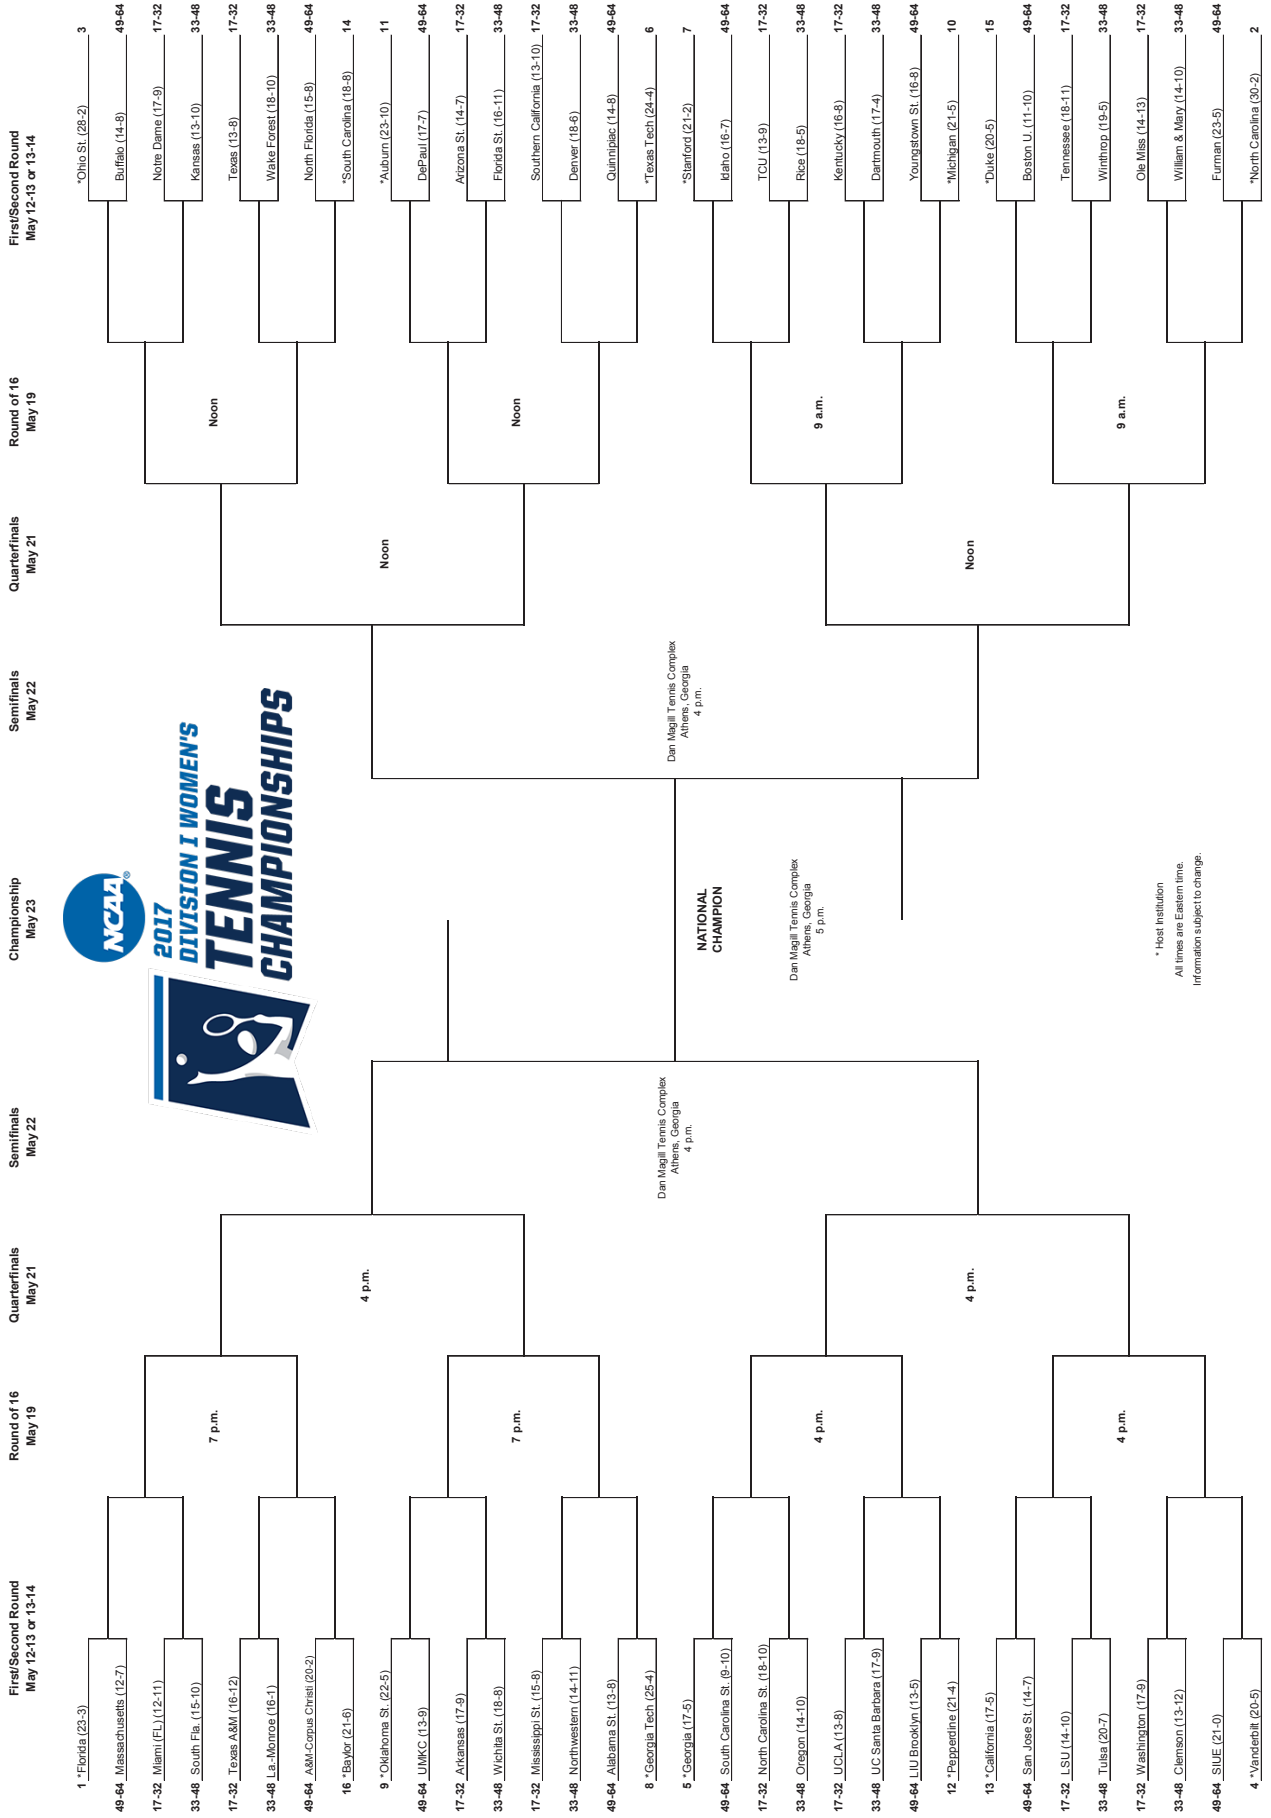 First/Second Round
May 12-13 or 13-14
Round of 16
May 19
Quarterfinals
May 21
Semifinals
May 22
Championship
May 23
Semifinals
May 22
Quarterfinals
May 21
Round of 16
May 19
First/Second Round
May 12-13 or 13-14
NCAA®
2017
DIVISION I WOMEN'S
TENNIS
CHAMPIONSHIPS
1 *Florida (23-3)
49-64 Massachusetts (12-7)
17-32 Miami (FL) (12-11)
33-48 South Fla. (15-10)
17-32 Texas A&M (16-12)
33-48 La.-Monroe (16-1)
49-64 A&M-Corpus Christi (20-2)
16 *Baylor (21-6)
9 *Oklahoma St. (22-5)
49-64 UMKC (13-9)
17-32 Arkansas (17-9)
33-48 Wichita St. (18-8)
17-32 Mississippi St. (15-8)
33-48 Northwestern (14-11)
49-64 Alabama St. (13-8)
8 *Georgia Tech (25-4)
5 *Georgia (17-5)
49-64 South Carolina St. (9-10)
17-32 North Carolina St. (18-10)
33-48 Oregon (14-10)
17-32 UCLA (13-8)
33-48 UC Santa Barbara (17-9)
49-64 LIU Brooklyn (13-5)
12 *Pepperdine (21-4)
13 *California (17-5)
49-64 San Jose St. (14-7)
17-32 LSU (14-10)
33-48 Tulsa (20-7)
17-32 Washington (17-9)
33-48 Clemson (13-12)
49-64 SIUE (21-0)
4 *Vanderbilt (20-5)
7 p.m.
7 p.m.
4 p.m.
4 p.m.
4 p.m.
4 p.m.
Dan Magill Tennis Complex
Athens, Georgia
4 p.m.
NATIONAL
CHAMPION
Dan Magill Tennis Complex
Athens, Georgia
5 p.m.
* Host Institution
All times are Eastern time.
Information subject to change.
Dan Magill Tennis Complex
Athens, Georgia
4 p.m.
Noon
Noon
Noon
Noon
9 a.m.
9 a.m.
*Ohio St. (28-2) 3
Buffalo (14-8) 49-64
Notre Dame (17-9) 17-32
Kansas (13-10) 33-48
Texas (13-8) 17-32
Wake Forest (18-10) 33-48
North Florida (15-8) 49-64
*South Carolina (18-8) 14
*Auburn (23-10) 11
DePaul (17-7) 49-64
Arizona St. (14-7) 17-32
Florida St. (16-11) 33-48
Southern California (13-10) 17-32
Denver (18-6) 33-48
Quinnipiac (14-8) 49-64
*Texas Tech (24-4) 6
*Stanford (21-2) 7
Idaho (16-7) 49-64
TCU (13-9) 17-32
Rice (18-5) 33-48
Kentucky (16-8) 17-32
Dartmouth (17-4) 33-48
Youngstown St. (16-8) 49-64
*Michigan (21-5) 10
*Duke (20-5) 15
Boston U. (11-10) 49-64
Tennessee (18-11) 17-32
Winthrop (19-5) 33-48
Ole Miss (14-13) 17-32
William & Mary (14-10) 33-48
Furman (23-5) 49-64
*North Carolina (30-2) 2